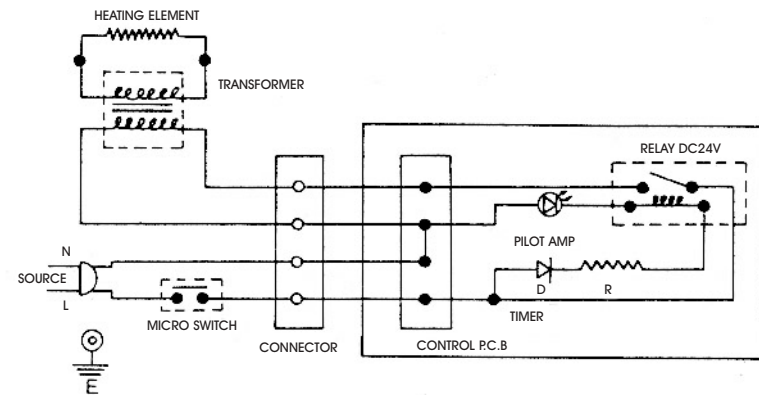 HEATING ELEMENT
TRANSFORMER
RELAY DC24V
N
SOURCE
L
MICRO SWITCH
PILOT AMP
D
R
TIMER
CONNECTOR
CONTROL P.C.B
E